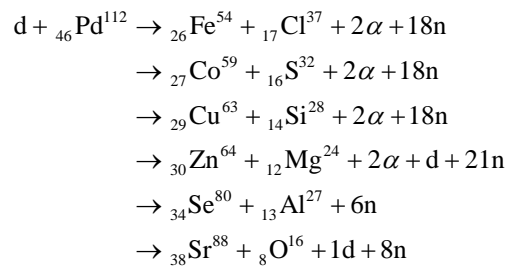 d + ₄₆Pd¹¹² → ₂₆Fe⁵⁴ + ₁₇Cl³⁷ + 2α + 18n
→ ₂₇Co⁵⁹ + ₁₆S³² + 2α + 18n
→ ₂₉Cu⁶³ + ₁₄Si²⁸ + 2α + 18n
→ ₃₀Zn⁶⁴ + ₁₂Mg²⁴ + 2α + d + 21n
→ ₃₄Se⁸⁰ + ₁₃Al²⁷ + 6n
→ ₃₈Sr⁸⁸ + ₈O¹⁶ + 1d + 8n